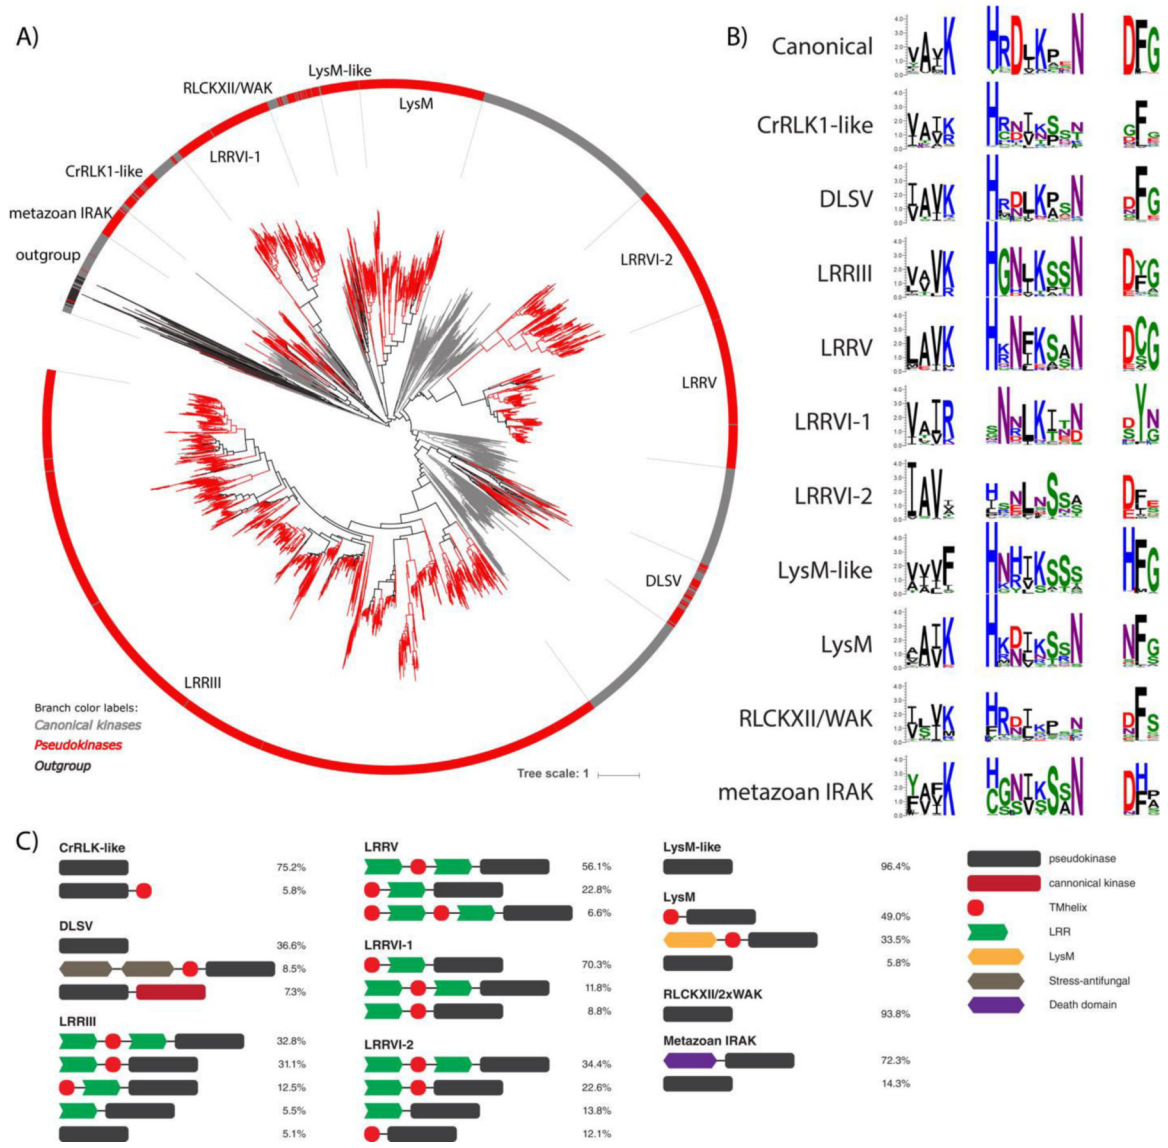 A)
LysM-like
RLCKXII/WAK
LysM
LRRVI-1
CrRLK1-like
metazoan IRAK
outgroup
LRRVI-2
LRRV
DLSV
LRRIII
Branch color labels:
Canonical kinases
Pseudokinases
Outgroup
Tree scale: 1
B)
Canonical
CrRLK1-like
DLSV
LRRIII
LRRV
LRRVI-1
LRRVI-2
LysM-like
LysM
RLCKXII/WAK
metazoan IRAK
C)
CrRLK-like
75.2%
5.8%
DLSV
36.6%
8.5%
7.3%
LRRIII
32.8%
31.1%
12.5%
5.5%
5.1%
LRRV
56.1%
22.8%
6.6%
LRRVI-1
70.3%
11.8%
8.8%
LRRVI-2
34.4%
22.6%
13.8%
12.1%
LysM-like
96.4%
LysM
49.0%
33.5%
5.8%
RLCKXII/2xWAK
93.8%
Metazoan IRAK
72.3%
14.3%
pseudokinase
cannonical kinase
TMhelix
LRR
LysM
Stress-antifungal
Death domain